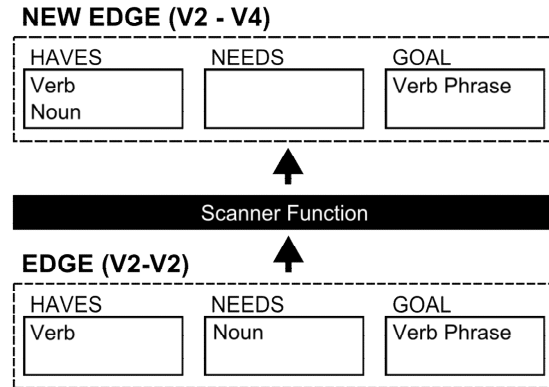 NEW EDGE (V2 - V4)
HAVES NEEDS GOAL
Verb Verb Phrase
Noun
Scanner Function
EDGE (V2-V2)
HAVES NEEDS GOAL
Verb Noun Verb Phrase